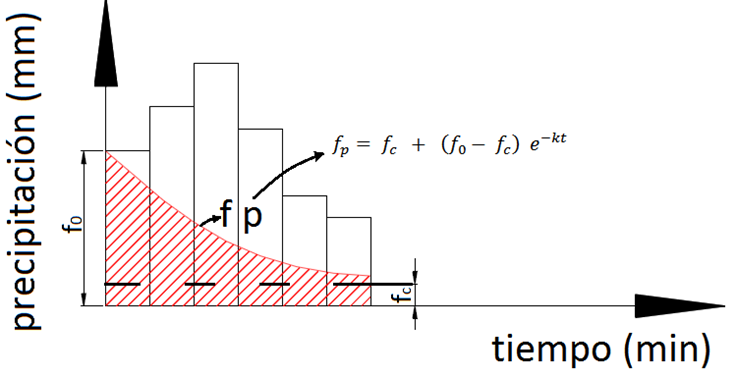 precipitación (mm)
f0
fp = fc + (f0 − fc) e^−kt
f p
fc
tiempo (min)